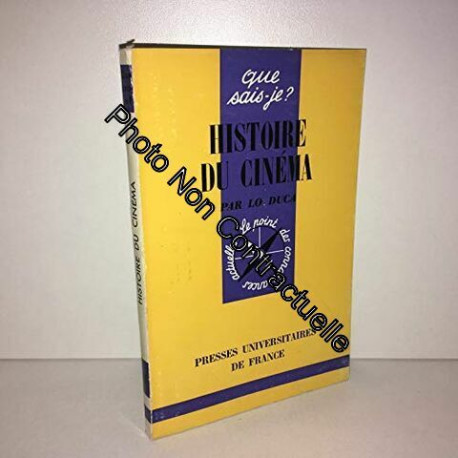 que
sais-je?
HISTOIRE
DU CINÉMA
PAR LO DUCA
le point des connaissances actuelles
PRESSES UNIVERSITAIRES
DE FRANCE
HISTOIRE DU CINÉMA
Photo Non Contractuelle